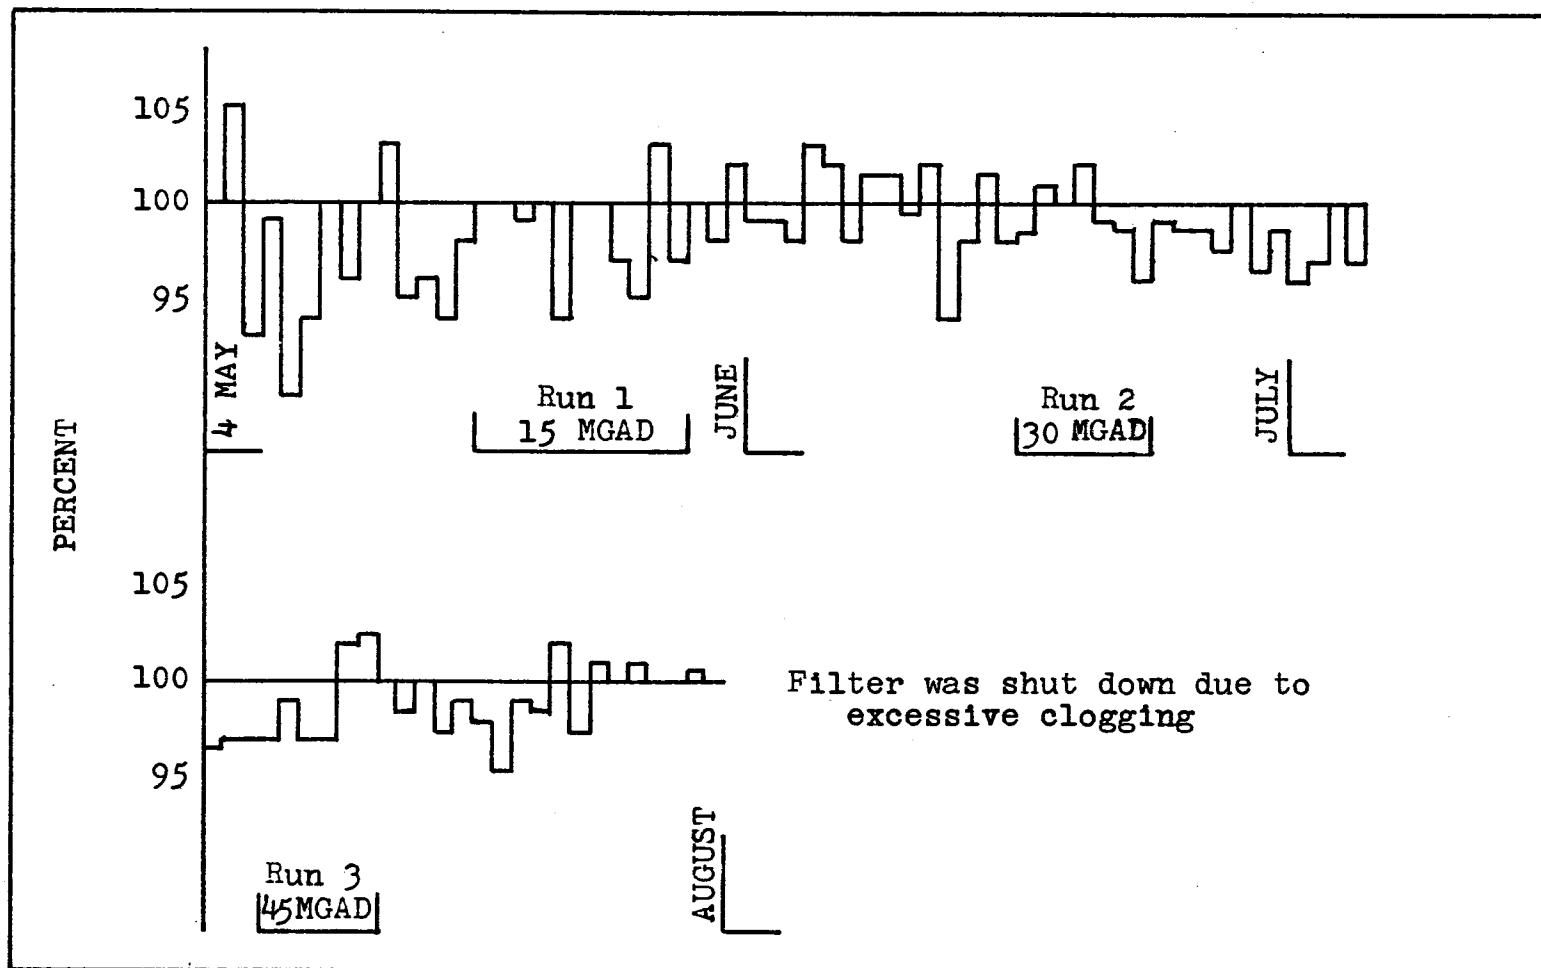 PERCENT
105
100
95
4 MAY
Run 1
15 MGAD
JUNE
Run 2
30 MGAD
JULY
105
100
95
Filter was shut down due to
excessive clogging
Run 3
45MGAD
AUGUST